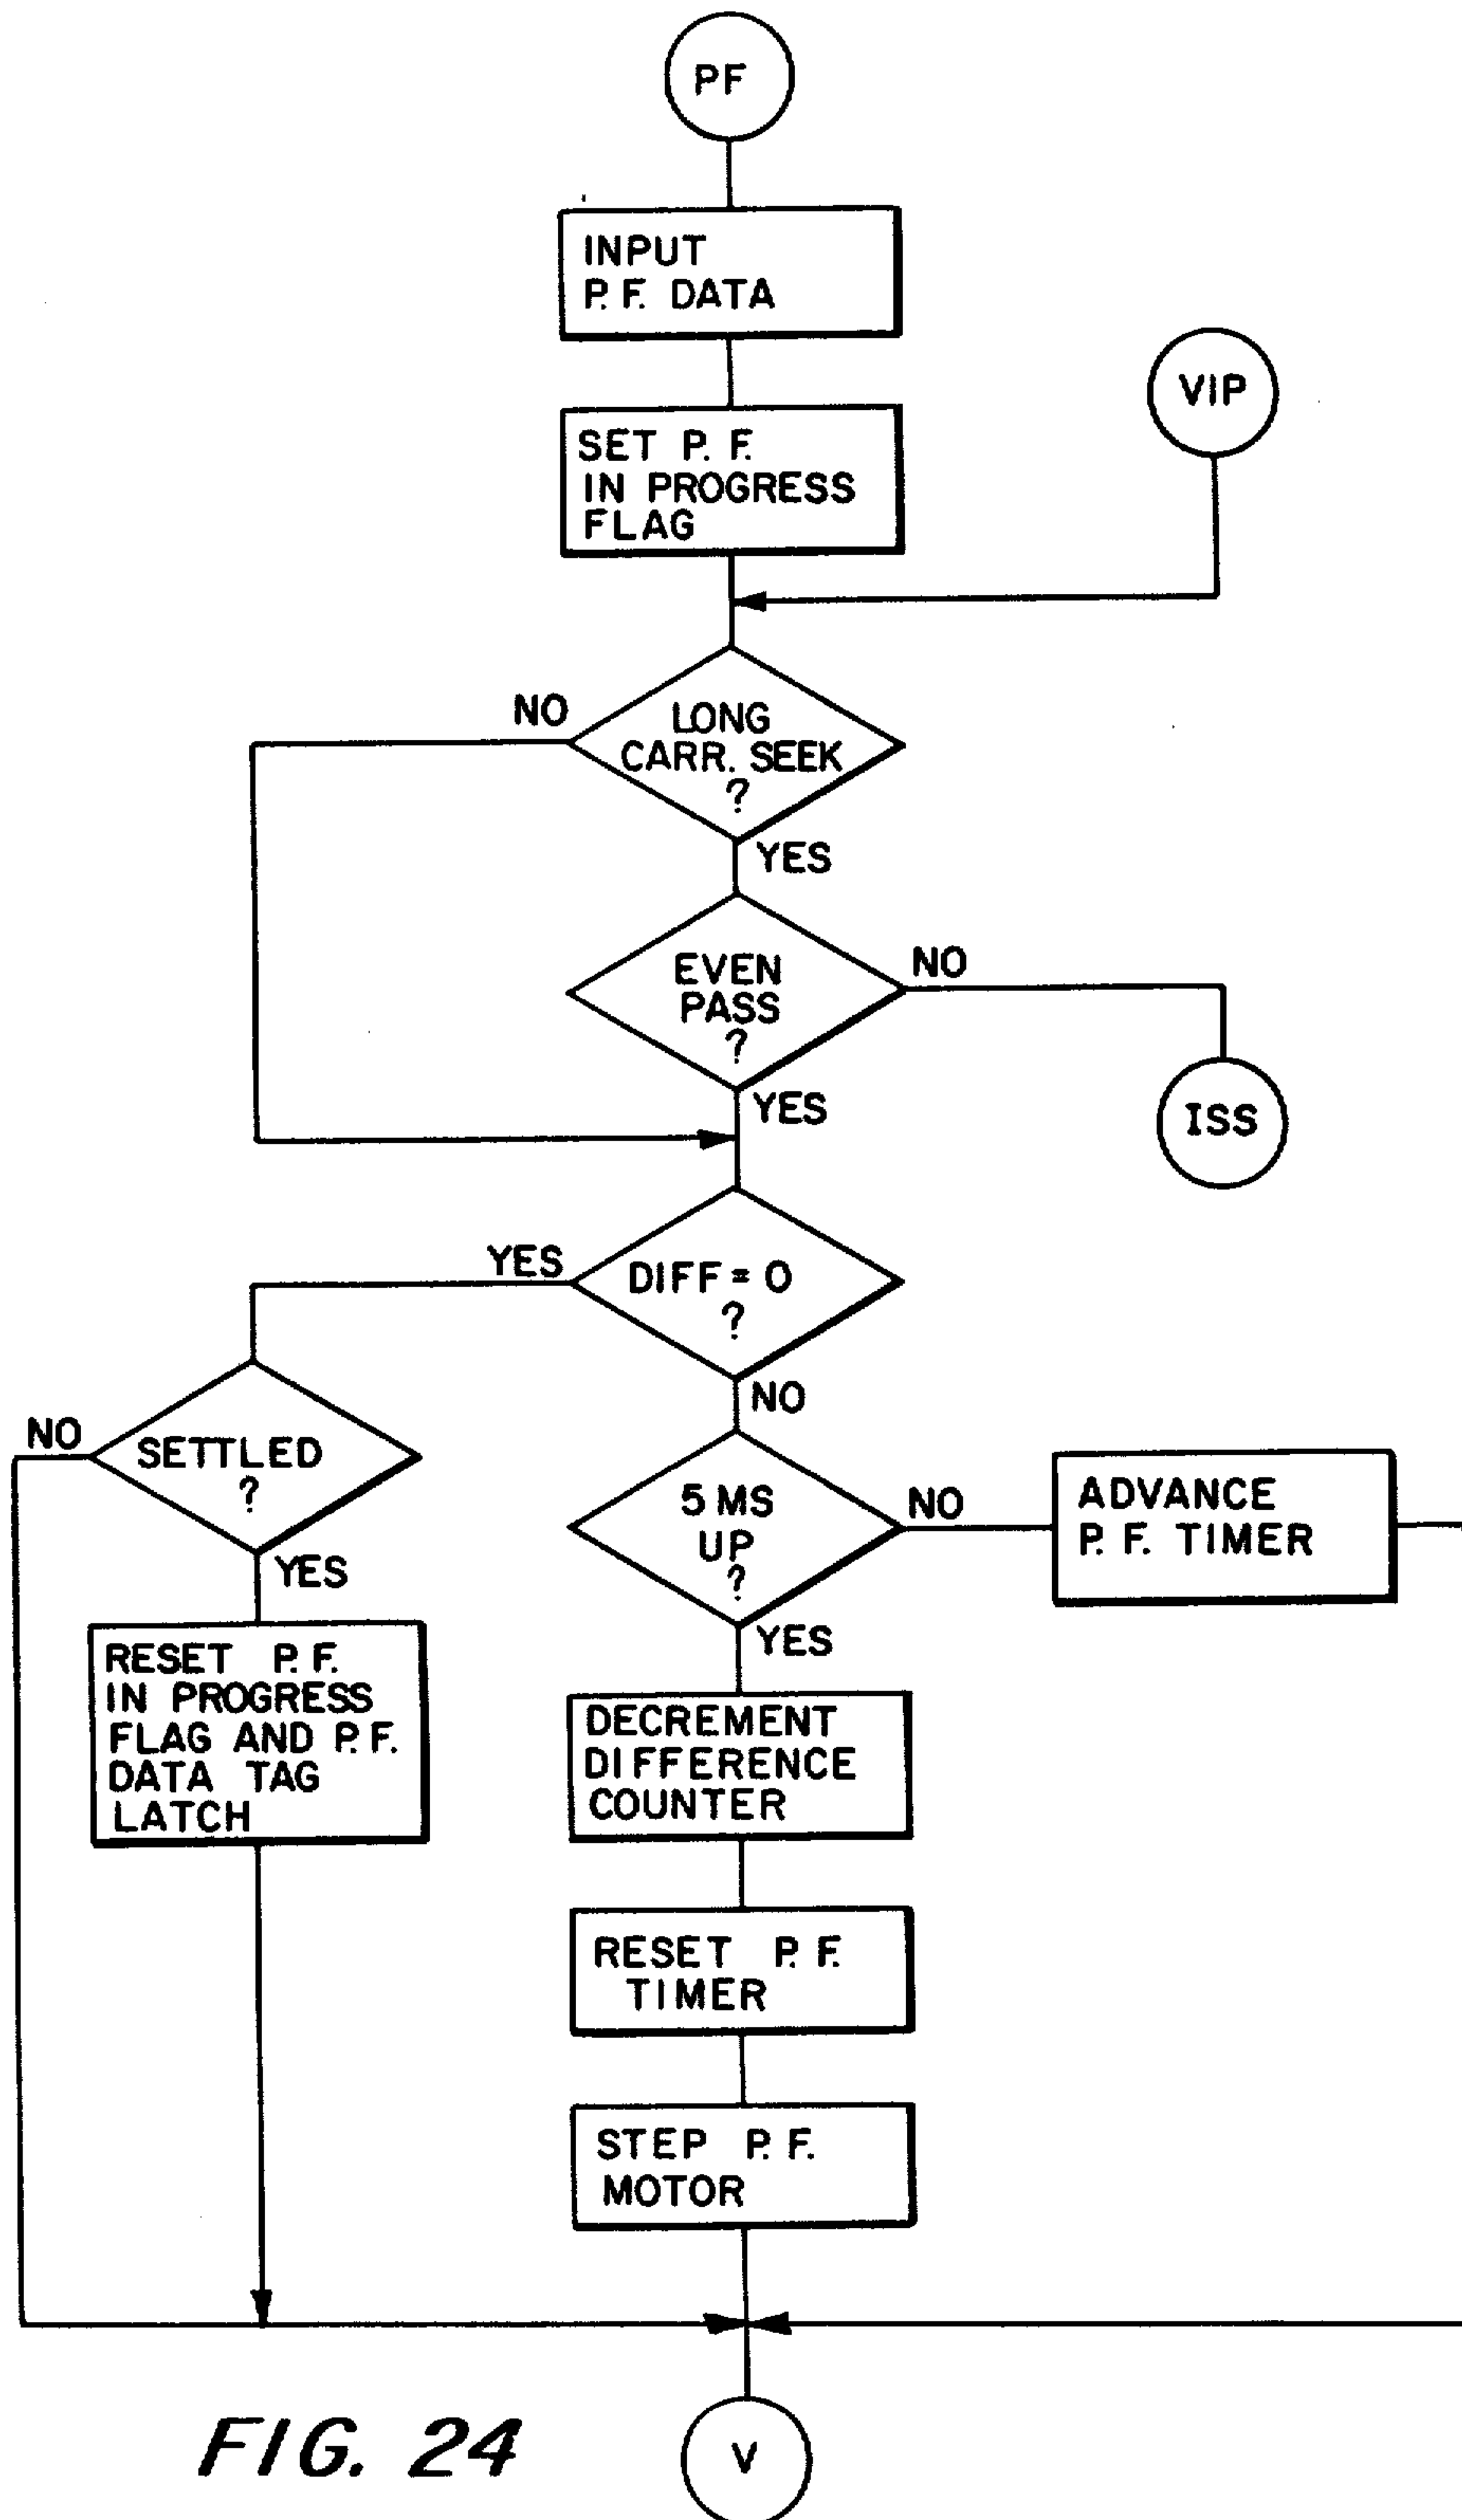 PF
INPUT
P.F. DATA
VIP
SET P.F.
IN PROGRESS
FLAG
NO
LONG
CARR. SEEK
?
YES
EVEN
PASS
?
NO
YES
ISS
YES
DIFF = 0
?
NO
NO
SETTLED
?
YES
5 MS
UP
?
NO
ADVANCE
P.F. TIMER
YES
RESET P.F.
IN PROGRESS
FLAG AND P.F.
DATA TAG
LATCH
DECREMENT
DIFFERENCE
COUNTER
RESET P.F.
TIMER
STEP P.F.
MOTOR
V
FIG. 24